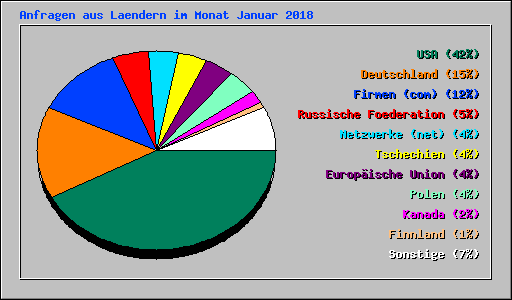 Anfragen aus Laendern im Monat Januar 2018
USA (42%)
Deutschland (15%)
Firmen (com) (12%)
Russische Foederation (5%)
Netzwerke (net) (4%)
Tschechien (4%)
Europäische Union (4%)
Polen (4%)
Kanada (2%)
Finnland (1%)
Sonstige (7%)